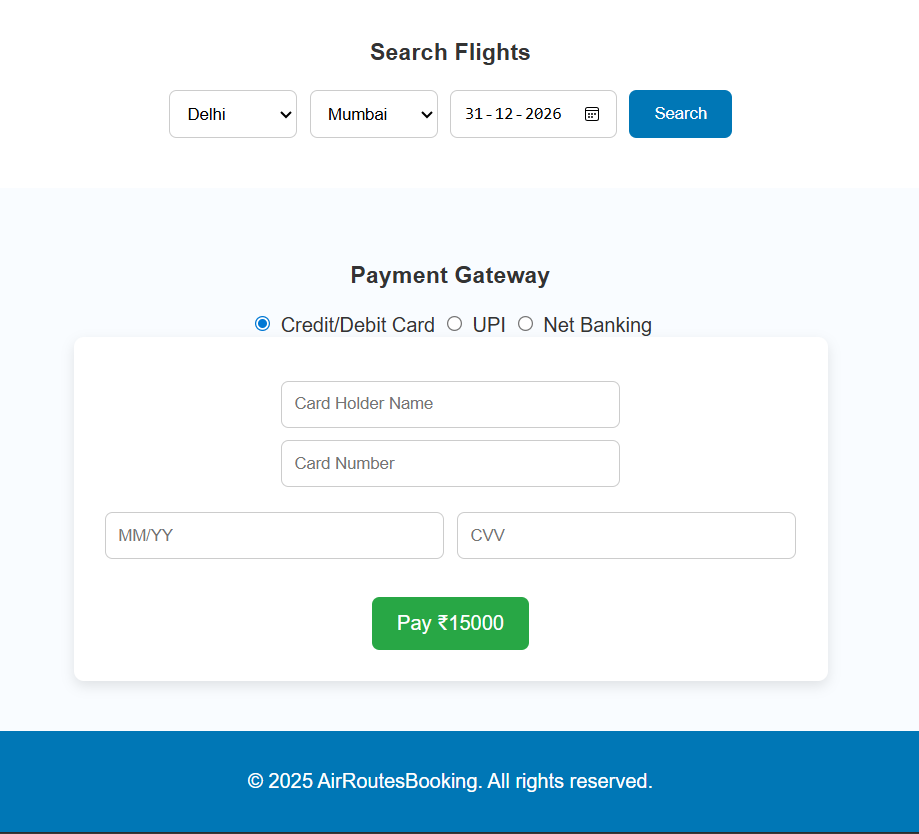 Search Flights
Delhi Mumbai 31-12-2026 Search
Payment Gateway
Credit/Debit Card UPI Net Banking
Card Holder Name
Card Number
MM/YY CVV
Pay ₹15000
© 2025 AirRoutesBooking. All rights reserved.